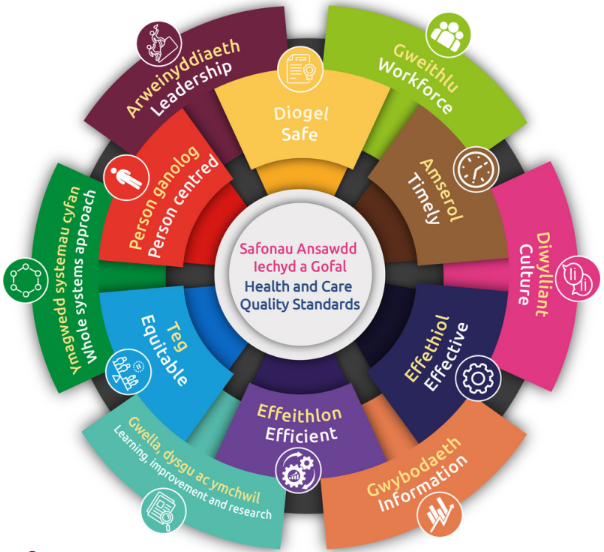 Safonau Ansawdd
Iechyd a Gofal
Health and Care
Quality Standards
Diogel
Safe
Amserol
Timely
Effethiol
Effective
Effeithlon
Efficient
Teg
Equitable
Person ganolog
Person centred
Arweinyddiaeth
Leadership
Gweithlu
Workforce
Diwylliant
Culture
Gwybodaeth
Information
Gwella, dysgu ac ymchwil
Learning, improvement and research
Ymagwedd systemau cyfan
Whole systems approach